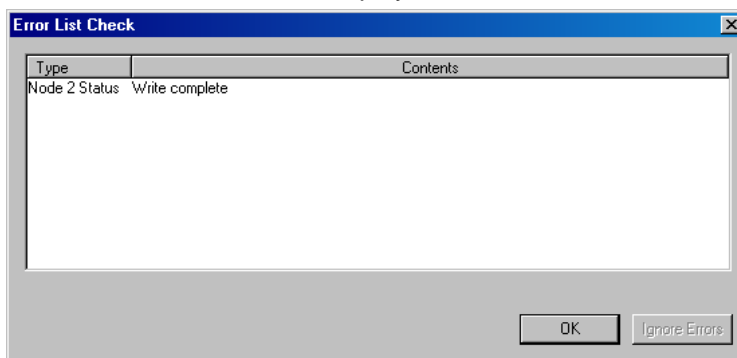 Error List Check
Type Contents
Node 2 Status Write complete
OK Ignore Errors